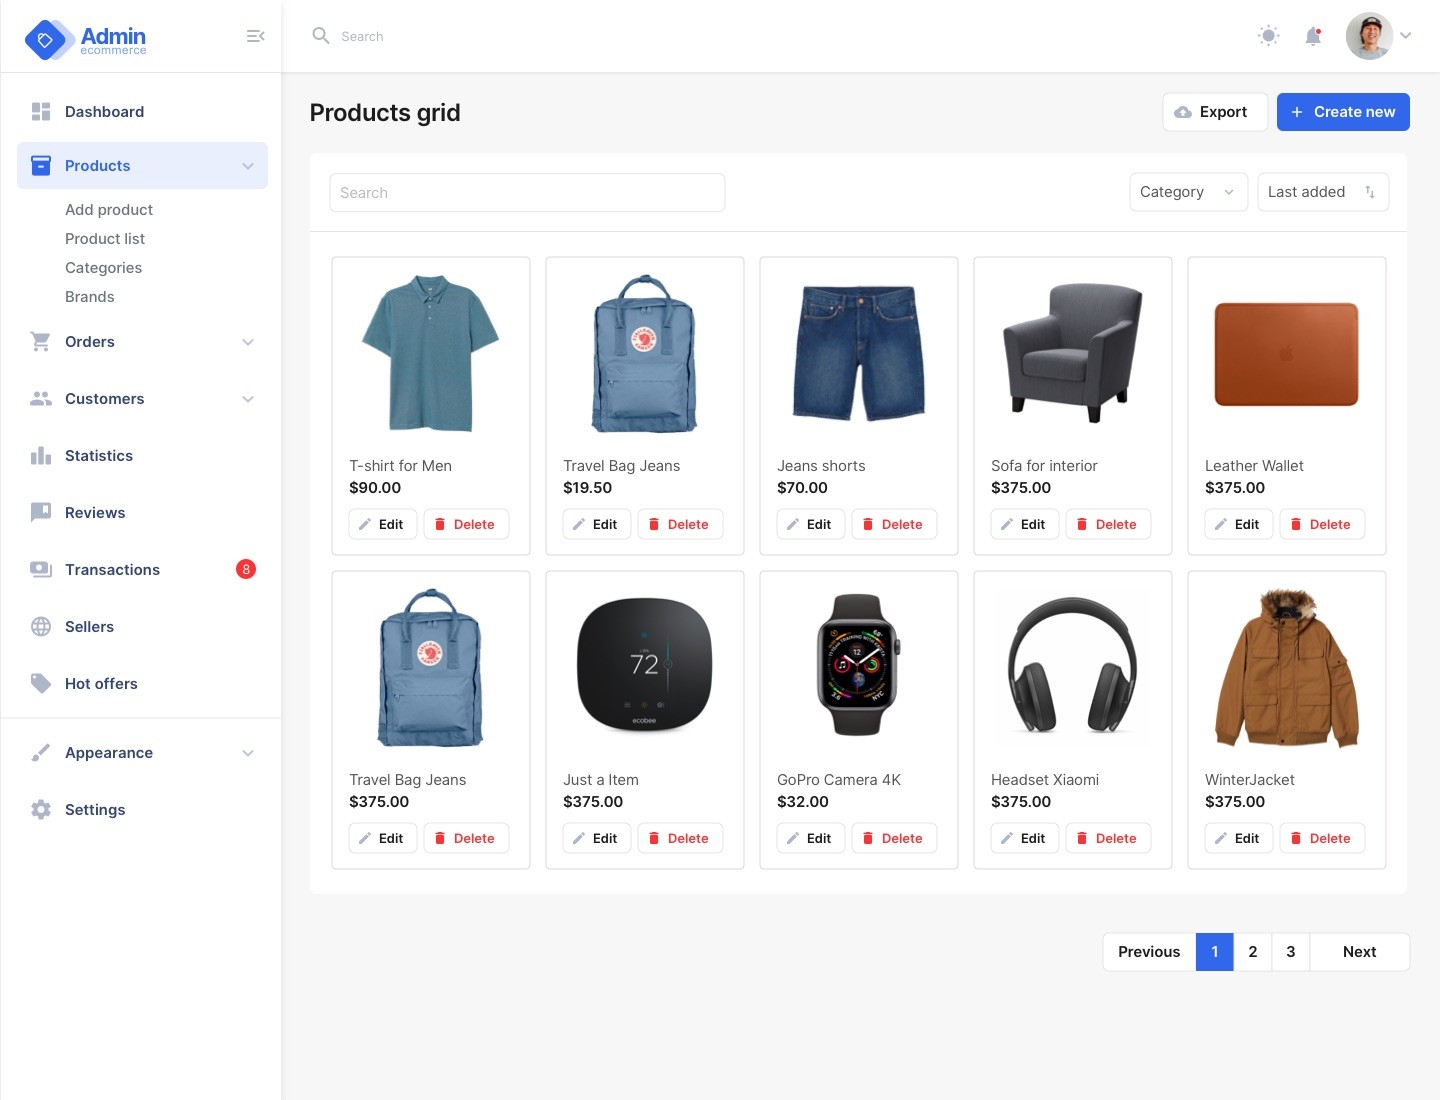 Admin
ecommerce
Search
Dashboard
Products
Add product
Product list
Categories
Brands
Orders
Customers
Statistics
Reviews
Transactions 8
Sellers
Hot offers
Appearance
Settings
Products grid
Export
+ Create new
Search
Category
Last added
T-shirt for Men
$90.00
Edit Delete
Travel Bag Jeans
$19.50
Edit Delete
Jeans shorts
$70.00
Edit Delete
Sofa for interior
$375.00
Edit Delete
Leather Wallet
$375.00
Edit Delete
Travel Bag Jeans
$375.00
Edit Delete
72
ecobee
Just a Item
$375.00
Edit Delete
12
68°
NYC
GoPro Camera 4K
$32.00
Edit Delete
Headset Xiaomi
$375.00
Edit Delete
WinterJacket
$375.00
Edit Delete
Previous 1 2 3 Next